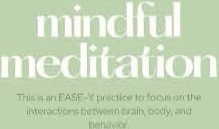 mindful
meditation
This is an EASE-Y practice to focus on the
interactions between brain, body, and
behavior.